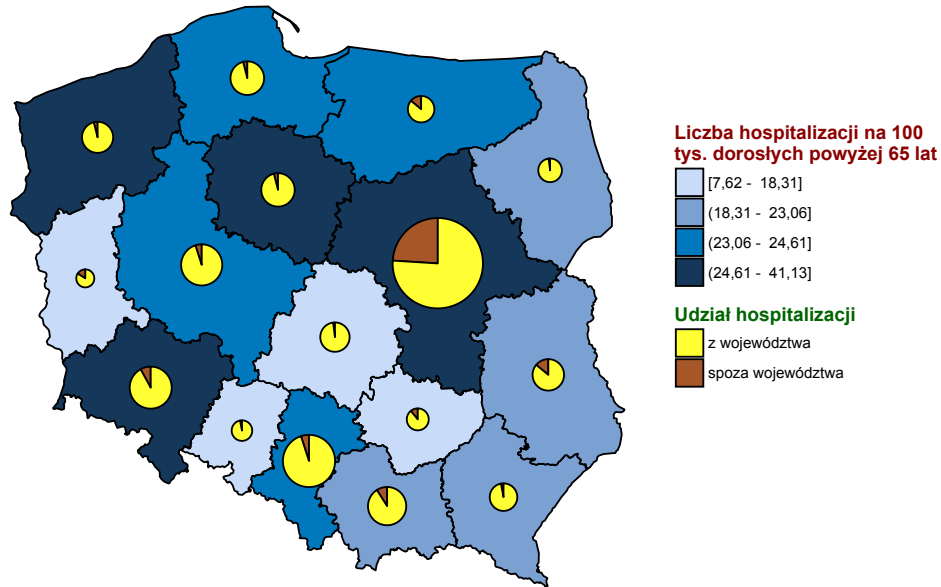 Liczba hospitalizacji na 100
tys. dorosłych powyżej 65 lat
[7,62 - 18,31]
(18,31 - 23,06]
(23,06 - 24,61]
(24,61 - 41,13]
Udział hospitalizacji
z województwa
spoza województwa